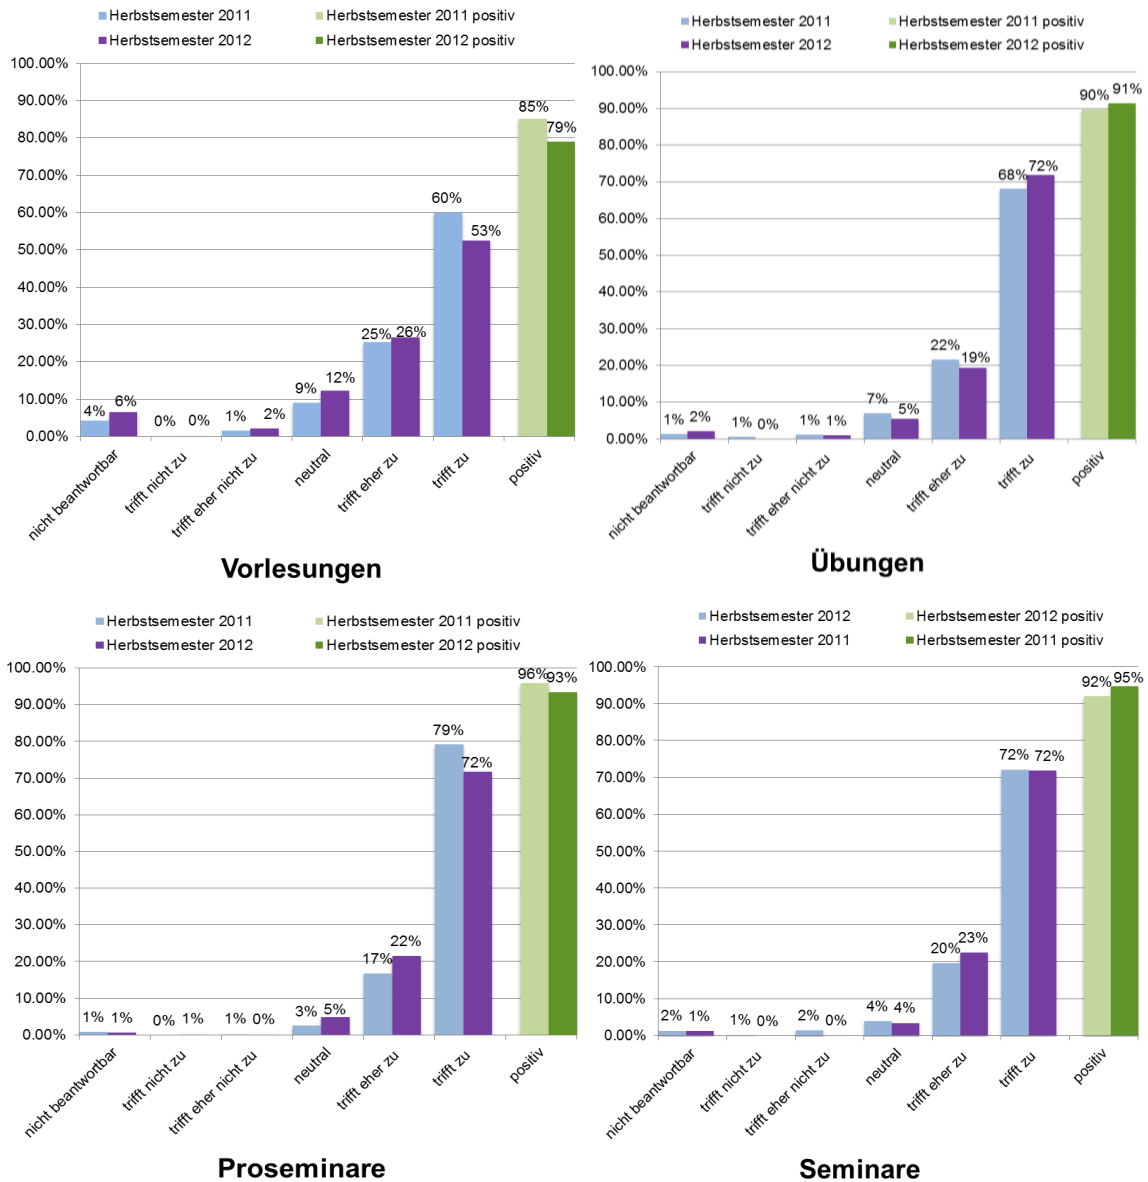 Herbstsemester 2011 Herbstsemester 2011 positiv
Herbstsemester 2012 Herbstsemester 2012 positiv
100.00%
90.00%
80.00%
70.00%
60.00%
50.00%
40.00%
30.00%
20.00%
10.00%
0.00%
4% 6% 0% 0% 1% 2% 9% 12% 25% 26% 60% 53% 85% 79%
nicht beantwortbar
trifft nicht zu
trifft eher nicht zu
neutral
trifft eher zu
trifft zu
positiv
Vorlesungen
Herbstsemester 2011 Herbstsemester 2011 positiv
Herbstsemester 2012 Herbstsemester 2012 positiv
100.00%
90.00%
80.00%
70.00%
60.00%
50.00%
40.00%
30.00%
20.00%
10.00%
0.00%
1% 2% 1% 0% 1% 1% 7% 5% 22% 19% 68% 72% 90% 91%
nicht beantwortbar
trifft nicht zu
trifft eher nicht zu
neutral
trifft eher zu
trifft zu
positiv
Übungen
Herbstsemester 2011 Herbstsemester 2011 positiv
Herbstsemester 2012 Herbstsemester 2012 positiv
100.00%
90.00%
80.00%
70.00%
60.00%
50.00%
40.00%
30.00%
20.00%
10.00%
0.00%
1% 1% 0% 1% 1% 0% 3% 5% 17% 22% 79% 72% 96% 93%
nicht beantwortbar
trifft nicht zu
trifft eher nicht zu
neutral
trifft eher zu
trifft zu
positiv
Proseminare
Herbstsemester 2012 Herbstsemester 2012 positiv
Herbstsemester 2011 Herbstsemester 2011 positiv
100.00%
90.00%
80.00%
70.00%
60.00%
50.00%
40.00%
30.00%
20.00%
10.00%
0.00%
2% 1% 1% 0% 2% 0% 4% 4% 20% 23% 72% 72% 92% 95%
nicht beantwortbar
trifft nicht zu
trifft eher nicht zu
neutral
trifft eher zu
trifft zu
positiv
Seminare